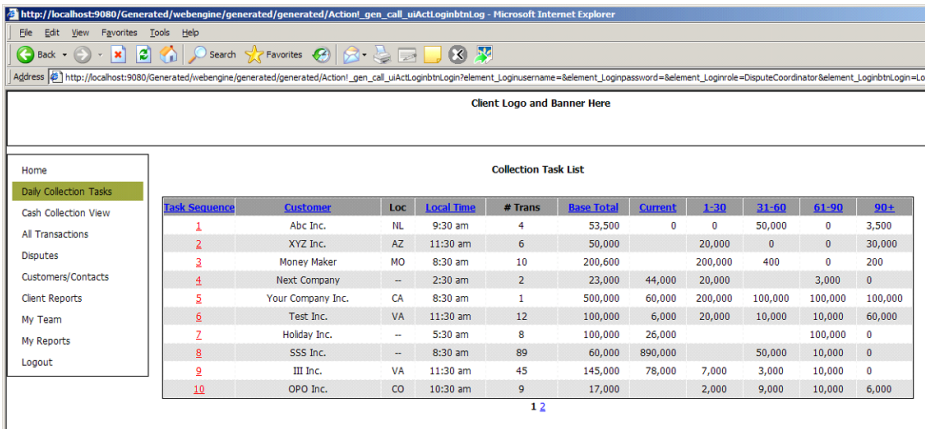 http://localhost:9080/Generated/webengine/generated/generated/Action!_gen_call_uiActLoginbtnLog - Microsoft Internet Explorer
File Edit View Favorites Tools Help
Back Search Favorites
Address http://localhost:9080/Generated/webengine/generated/generated/Action!_gen_call_uiActLoginbtnLogin?element_Loginusername=&element_Loginpassword=&element_Loginrole=DisputeCoordinator&element_LoginbtnLogin=Lo
Client Logo and Banner Here
Home
Daily Collection Tasks
Cash Collection View
All Transactions
Disputes
Customers/Contacts
Client Reports
My Team
My Reports
Logout
Collection Task List
Task Sequence Customer Loc Local Time # Trans Base Total Current 1-30 31-60 61-90 90+
1 Abc Inc. NL 9:30 am 4 53,500 0 0 50,000 0 3,500
2 XYZ Inc. AZ 11:30 am 6 50,000 20,000 0 0 30,000
3 Money Maker MO 8:30 am 10 200,600 200,000 400 0 200
4 Next Company -- 2:30 am 2 23,000 44,000 20,000 3,000 0
5 Your Company Inc. CA 8:30 am 1 500,000 60,000 200,000 100,000 100,000 100,000
6 Test Inc. VA 11:30 am 12 100,000 6,000 20,000 10,000 10,000 60,000
7 Holiday Inc. -- 5:30 am 8 100,000 26,000 100,000 0
8 SSS Inc. -- 8:30 am 89 60,000 890,000 50,000 10,000 0
9 III Inc. VA 11:30 am 45 145,000 78,000 7,000 3,000 10,000 0
10 OPO Inc. CO 10:30 am 9 17,000 2,000 9,000 10,000 6,000
1 2